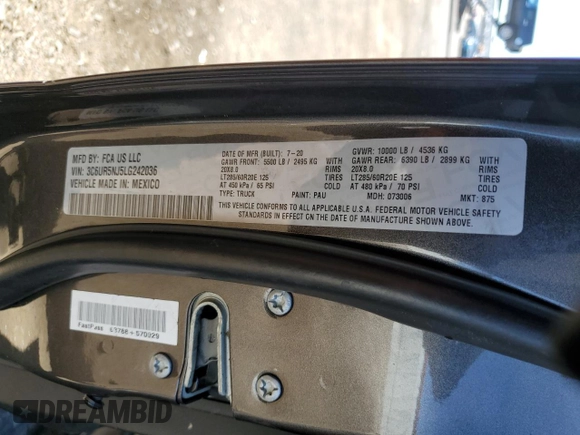 MFD BY: FCA US LLC
VIN: 3C6UR5NJ5LG242036
VEHICLE MADE IN: MEXICO
DATE OF MFR (BUILT): 7-20
GAWR FRONT: 5500 LB / 2495 KG
20X8.0
LT285/60R20E 125
AT 450 kPa / 65 PSI
TYPE: TRUCK
WITH
RIMS
TIRES
COLD
PAINT: PAU
GVWR: 10000 LB / 4536 KG
GAWR REAR: 6390 LB / 2899 KG
20X8.0
LT285/60R20E 125
AT 480 kPa / 70 PSI
MDH: 073006
WITH
RIMS
TIRES
COLD
MKT: 875
THIS VEHICLE CONFORMS TO ALL APPLICABLE U.S.A. FEDERAL MOTOR VEHICLE SAFETY
STANDARDS IN EFFECT ON THE DATE OF MANUFACTURE SHOWN ABOVE.
FastPass
DREAMBID